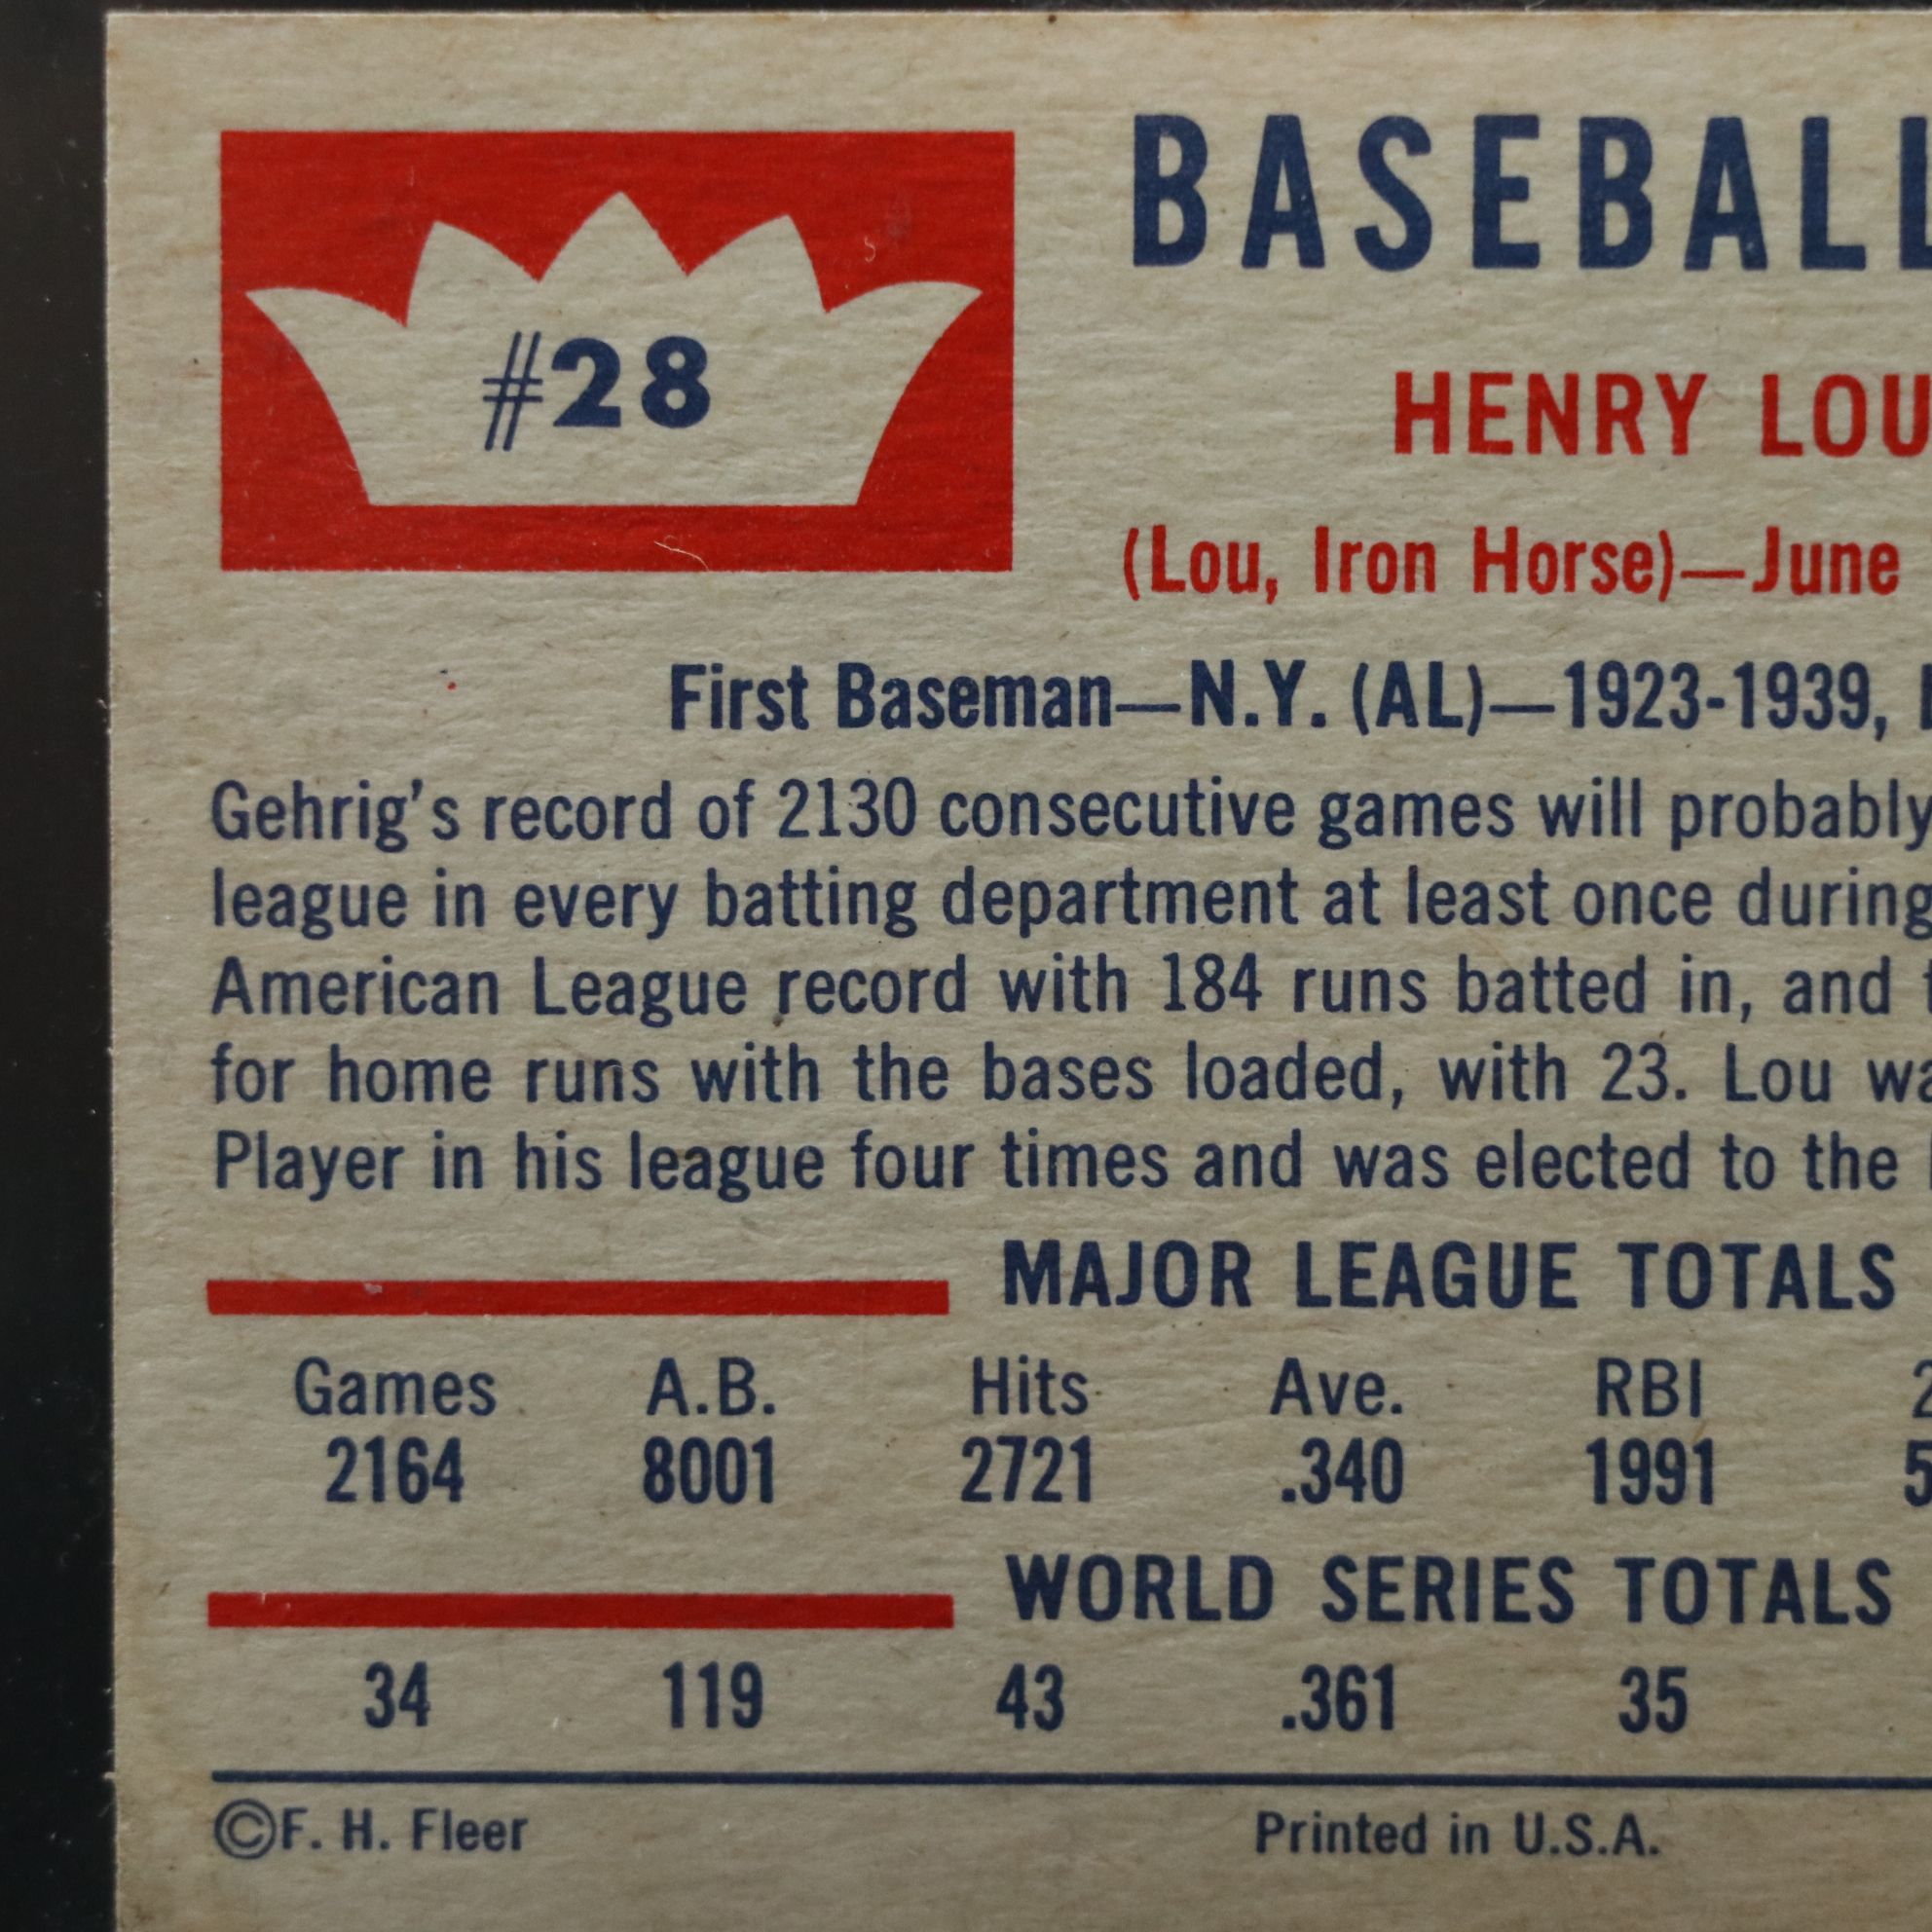 BASEBALL
#28
HENRY LOU
(Lou, Iron Horse)—June
First Baseman—N.Y. (AL)—1923-1939,
Gehrig's record of 2130 consecutive games will probably
league in every batting department at least once during
American League record with 184 runs batted in, and
for home runs with the bases loaded, with 23. Lou
Player in his league four times and was elected to the
MAJOR LEAGUE TOTALS
Games A.B. Hits Ave. RBI
2164 8001 2721 .340 1991
WORLD SERIES TOTALS
34 119 43 .361 35
©F. H. Fleer Printed in U.S.A.